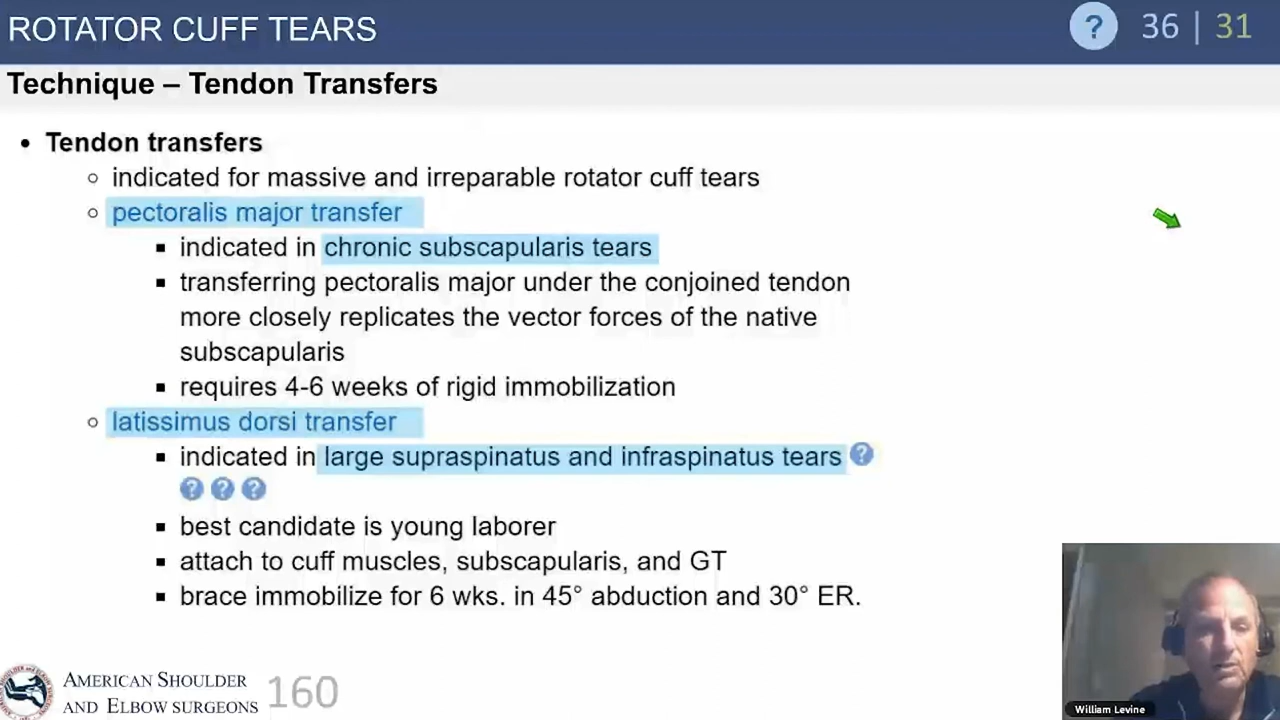 ROTATOR CUFF TEARS
? 36 | 31
Technique – Tendon Transfers
• Tendon transfers
○ indicated for massive and irreparable rotator cuff tears
○ pectoralis major transfer
▪ indicated in chronic subscapularis tears
▪ transferring pectoralis major under the conjoined tendon
more closely replicates the vector forces of the native
subscapularis
▪ requires 4-6 weeks of rigid immobilization
○ latissimus dorsi transfer
▪ indicated in large supraspinatus and infraspinatus tears ?
? ? ?
▪ best candidate is young laborer
▪ attach to cuff muscles, subscapularis, and GT
▪ brace immobilize for 6 wks. in 45° abduction and 30° ER.
AMERICAN SHOULDER
AND ELBOW SURGEONS
160
William Levine